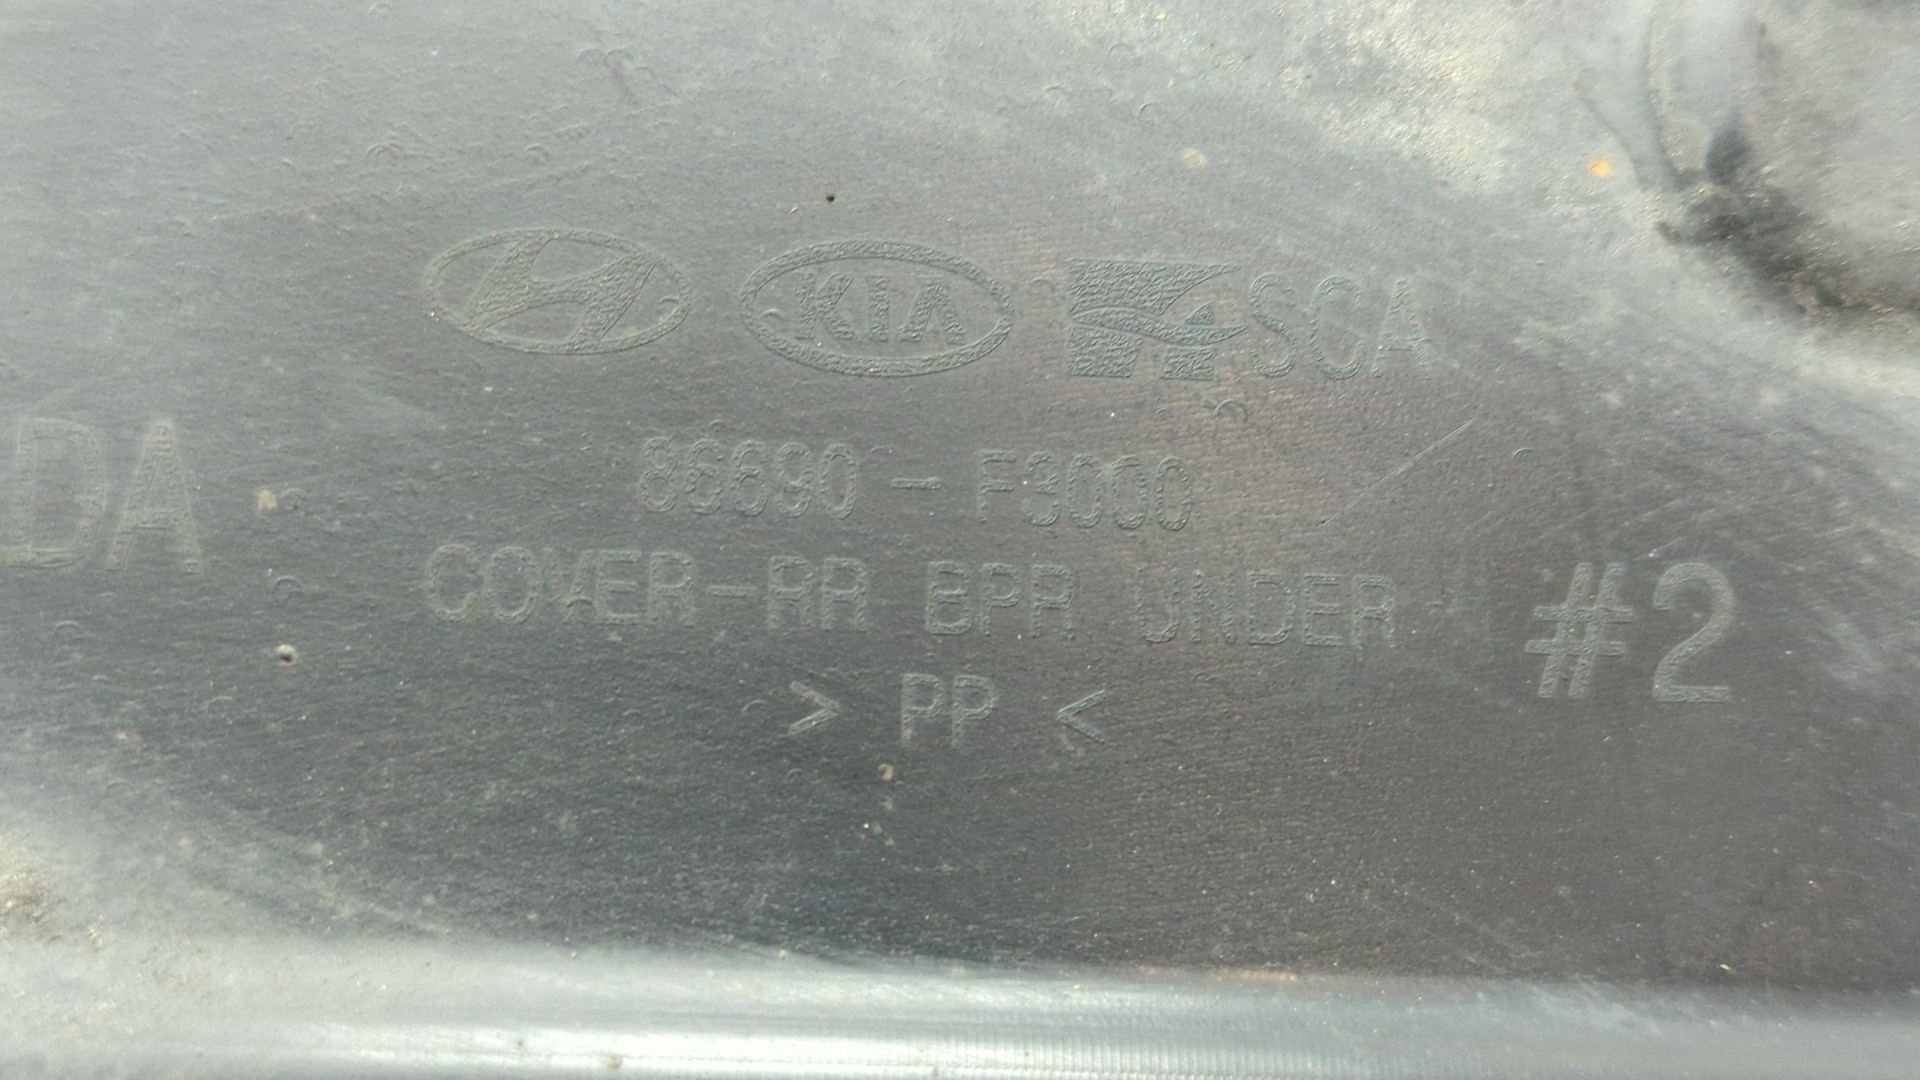 KIA SCA
DA
86690 - F3000
COVER-RR BPR UNDER
#2
> PP <